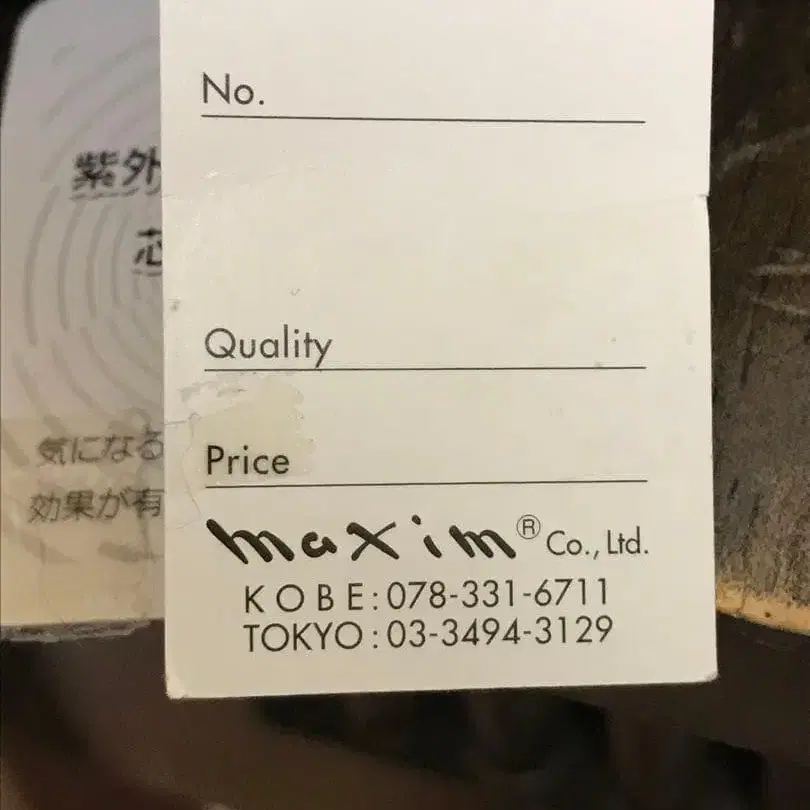 No.
Quality
Price
maxim® Co., Ltd.
KOBE:078-331-6711
TOKYO:03-3494-3129
紫外
気になる
効果が有